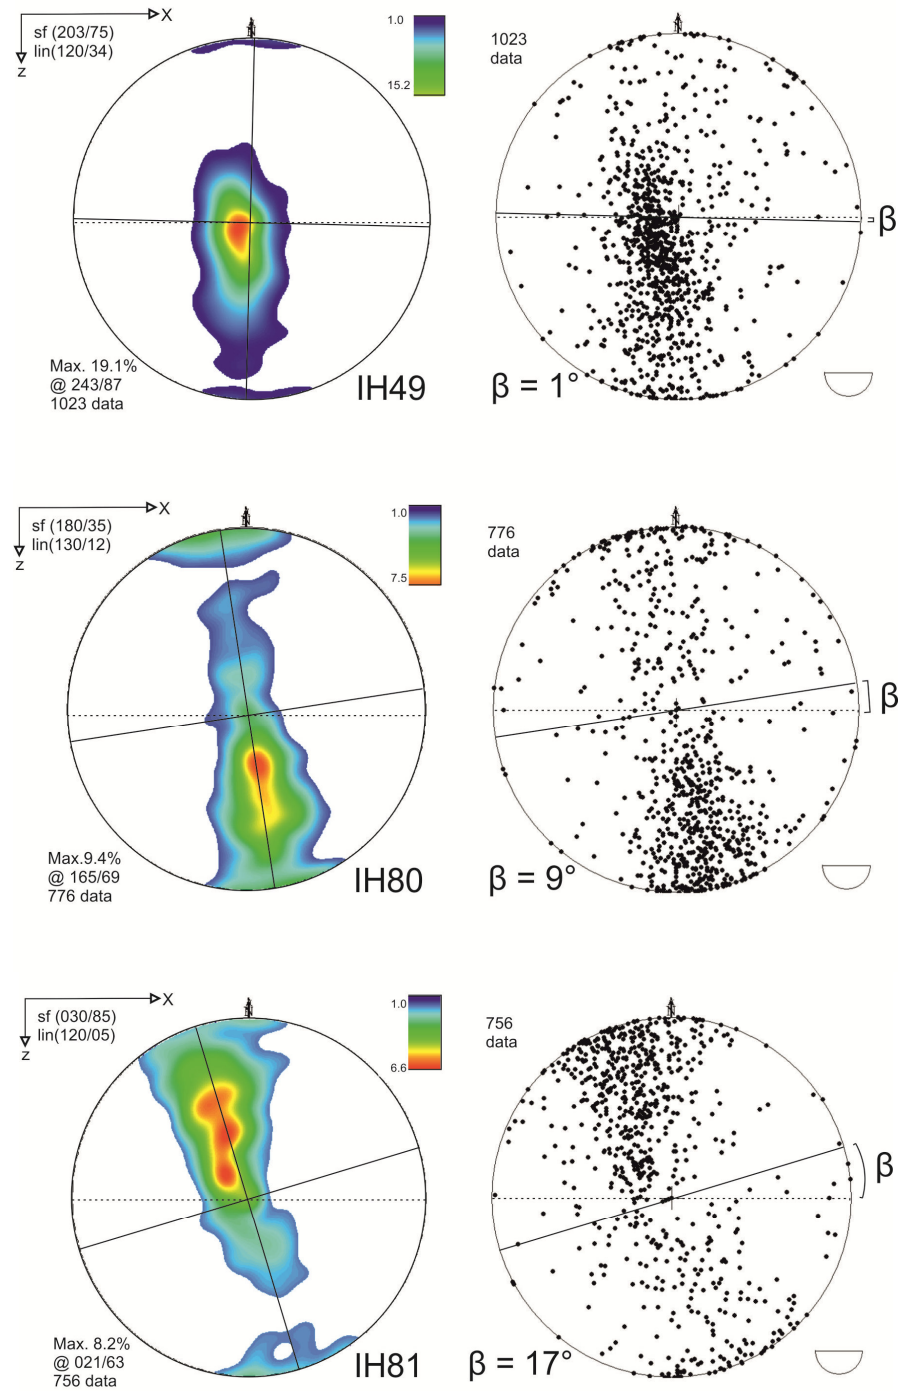 X
sf (203/75)
lin(120/34)
z
N
1.0
15.2
Max. 19.1%
@ 243/87
1023 data
IH49
1023
data
N
β
β = 1°
X
sf (180/35)
lin(130/12)
z
N
1.0
7.5
Max.9.4%
@ 165/69
776 data
IH80
776
data
N
β
β = 9°
X
sf (030/85)
lin(120/05)
z
N
1.0
6.6
Max. 8.2%
@ 021/63
756 data
IH81
756
data
N
β
β = 17°